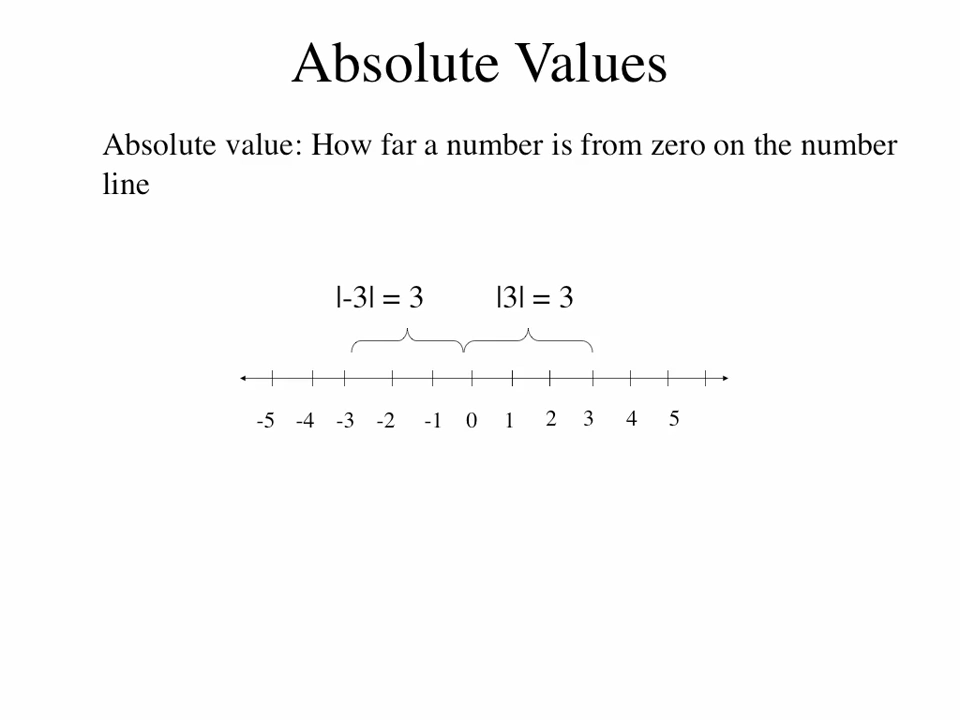 Absolute Values
Absolute value: How far a number is from zero on the number
line
|-3| = 3 |3| = 3
-5 -4 -3 -2 -1 0 1 2 3 4 5